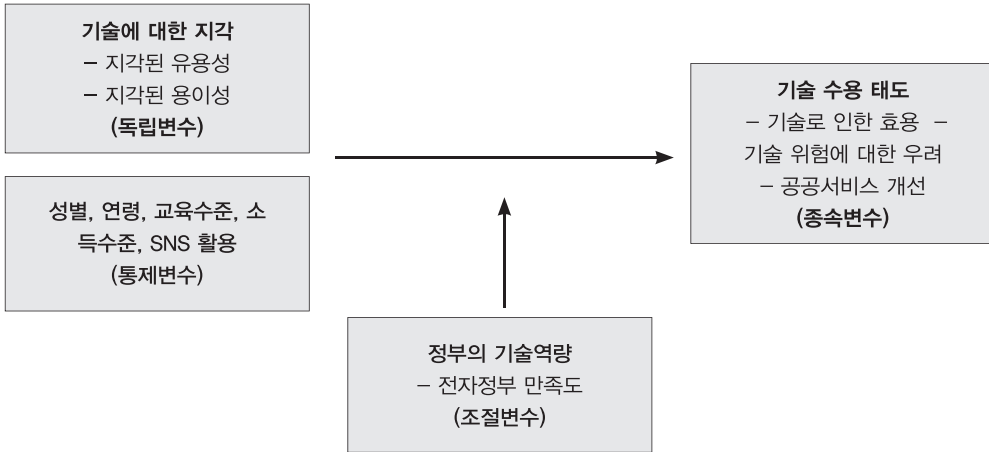 기술에 대한 지각
– 지각된 유용성
– 지각된 용이성
(독립변수)
성별, 연령, 교육수준, 소
득수준, SNS 활용
(통제변수)
기술 수용 태도
– 기술로 인한 효용 –
기술 위험에 대한 우려
– 공공서비스 개선
(종속변수)
정부의 기술역량
– 전자정부 만족도
(조절변수)